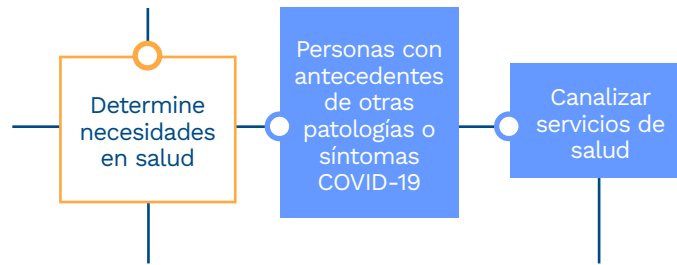 Determine
necesidades
en salud
Personas con
antecedentes
de otras
patologías o
síntomas
COVID-19
Canalizar
servicios de
salud